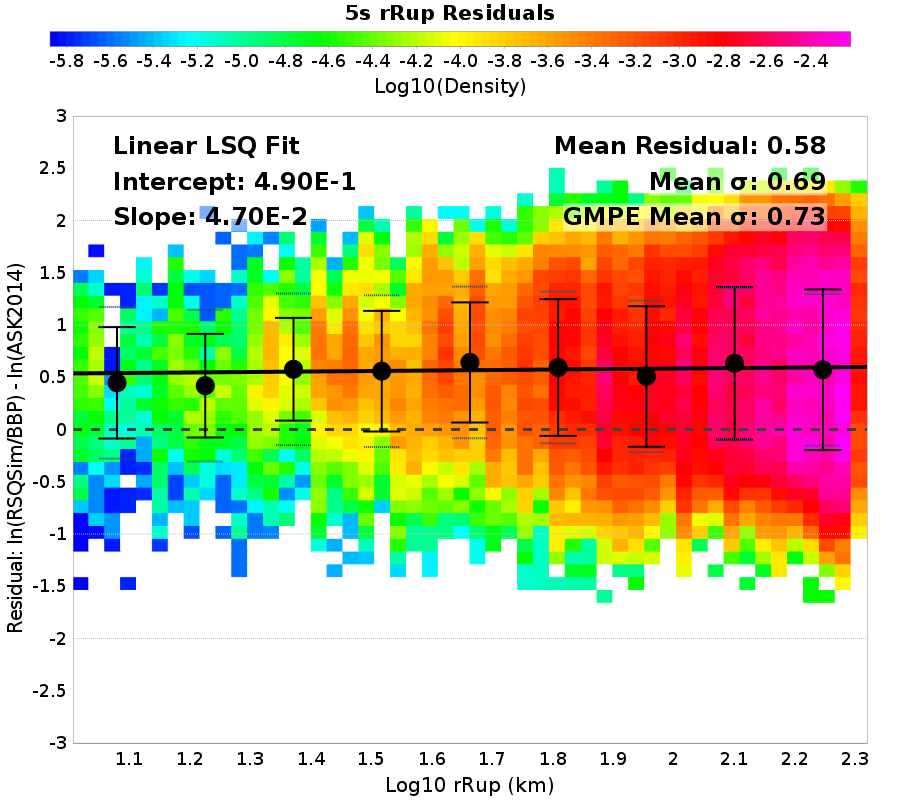 5s rRup Residuals
-5.8 -5.6 -5.4 -5.2 -5.0 -4.8 -4.6 -4.4 -4.2 -4.0 -3.8 -3.6 -3.4 -3.2 -3.0 -2.8 -2.6 -2.4
Log10(Density)
Linear LSQ Fit
Intercept: 4.90E-1
Slope: 4.70E-2
Mean Residual: 0.58
Mean σ: 0.69
GMPE Mean σ: 0.73
Residual: ln(RSQSim/BBP) - ln(ASK2014)
3
2.5
2
1.5
1
0.5
0
-0.5
-1
-1.5
-2
-2.5
-3
1.1 1.2 1.3 1.4 1.5 1.6 1.7 1.8 1.9 2 2.1 2.2 2.3
Log10 rRup (km)